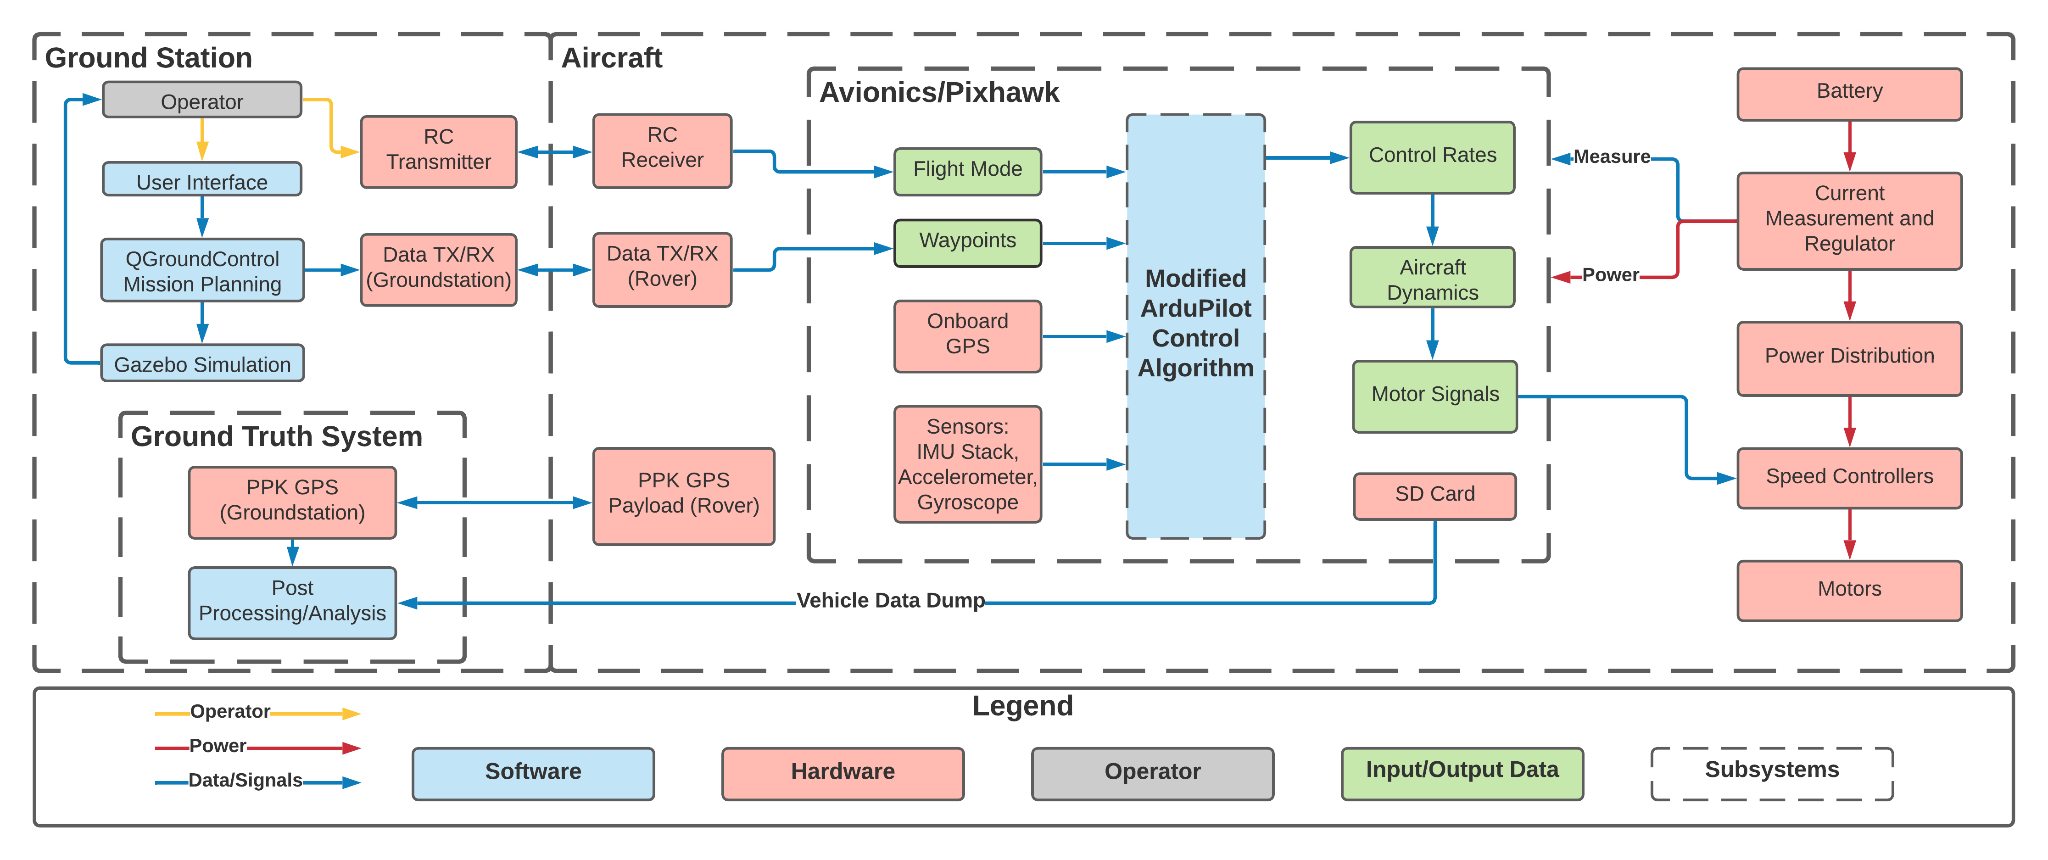 Ground Station
Operator
User Interface
QGroundControl
Mission Planning
Gazebo Simulation
RC
Transmitter
Data TX/RX
(Groundstation)
Ground Truth System
PPK GPS
(Groundstation)
Post
Processing/Analysis
Aircraft
RC
Receiver
Data TX/RX
(Rover)
PPK GPS
Payload (Rover)
Vehicle Data Dump
Avionics/Pixhawk
Flight Mode
Waypoints
Onboard
GPS
Sensors:
IMU Stack,
Accelerometer,
Gyroscope
Modified
ArduPilot
Control
Algorithm
Control Rates
Aircraft
Dynamics
Motor Signals
SD Card
Measure
Power
Battery
Current
Measurement and
Regulator
Power Distribution
Speed Controllers
Motors
Legend
Operator
Power
Data/Signals
Software
Hardware
Operator
Input/Output Data
Subsystems